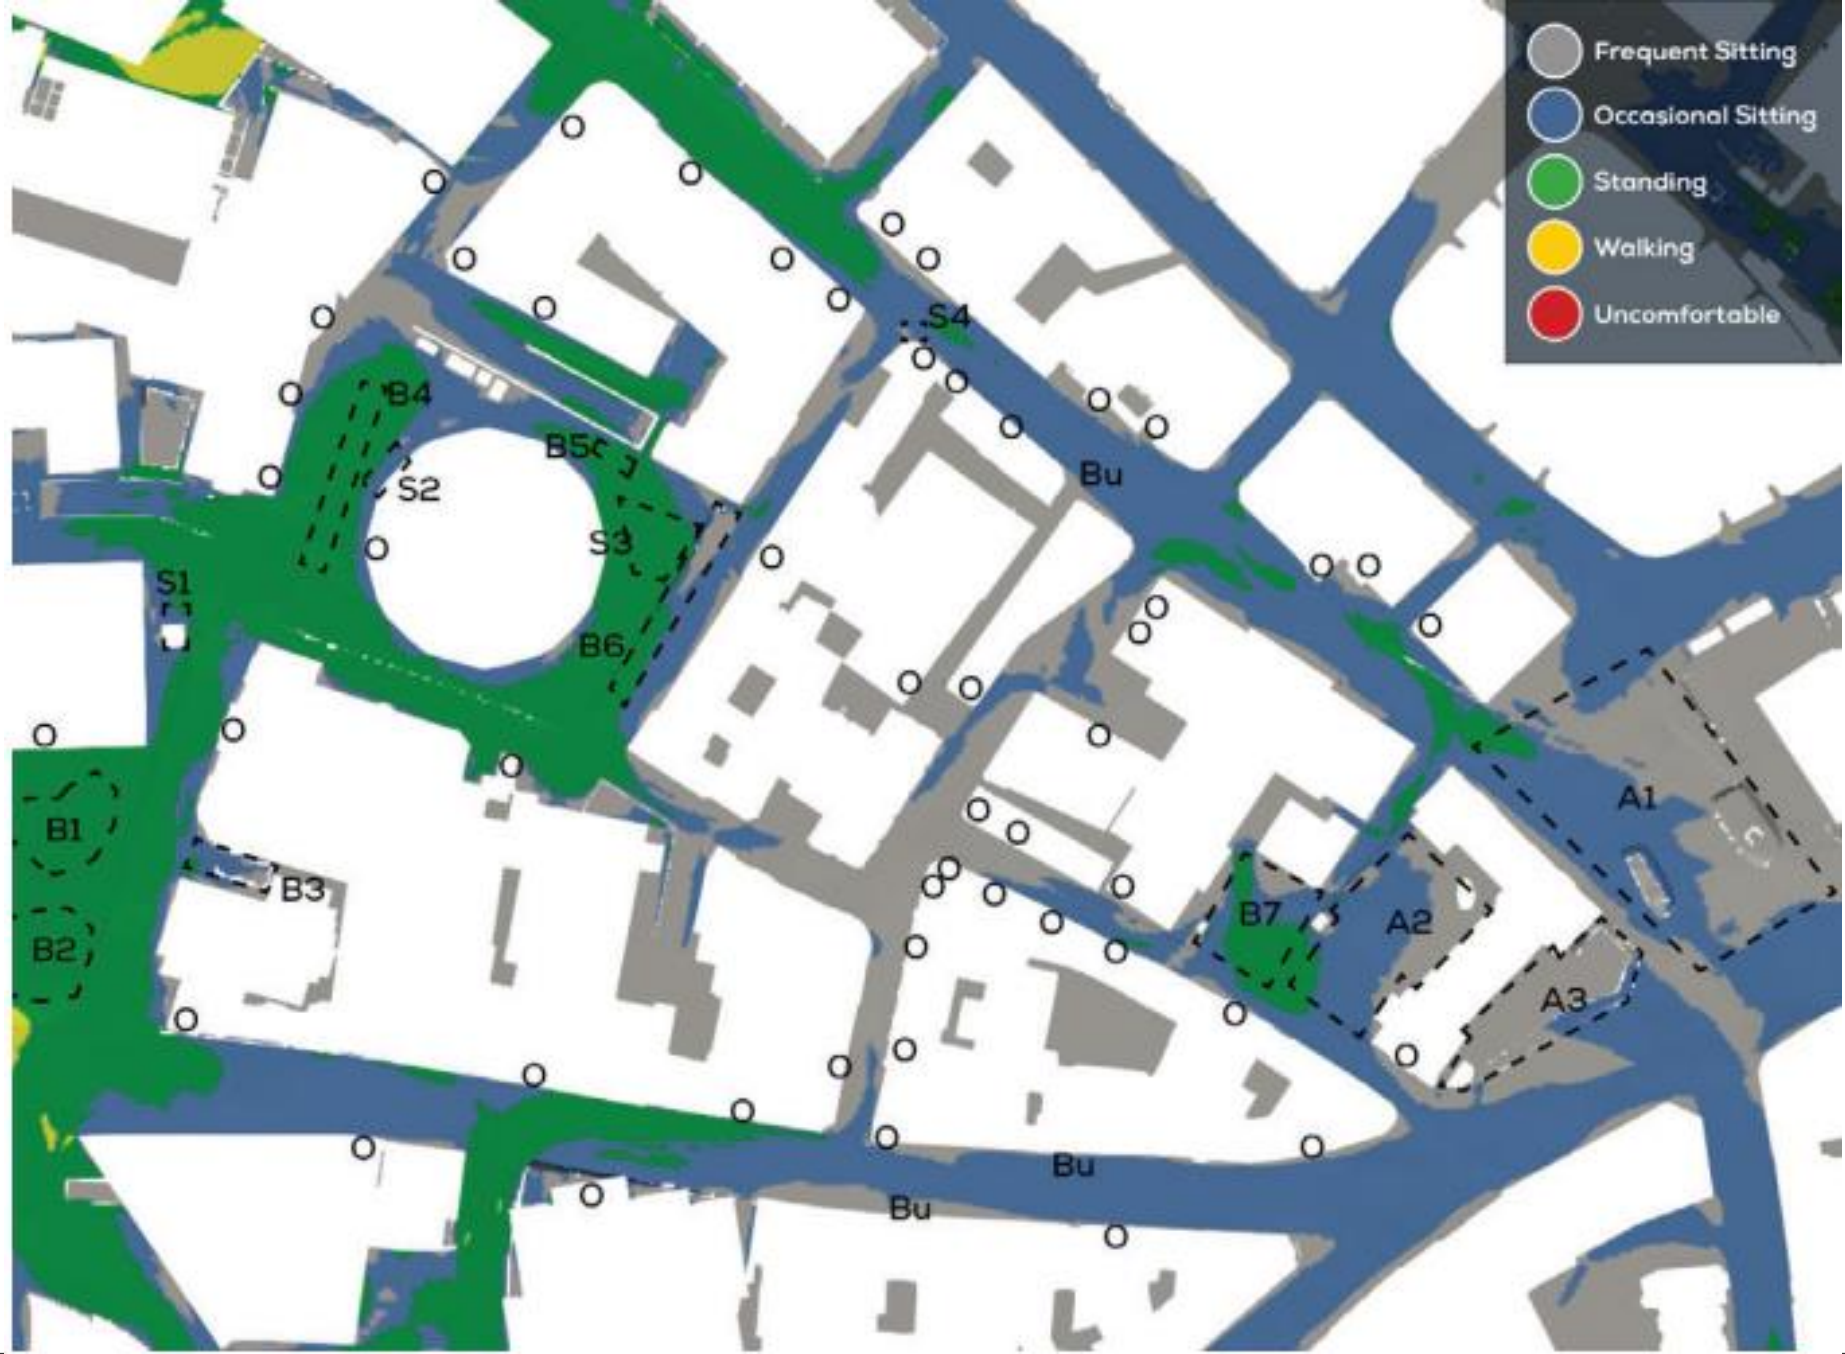 Frequent Sitting
Occasional Sitting
Standing
Walking
Uncomfortable
S4
B4
B5
S2
Bu
S3
S1
B6
A1
B1
B3
B7
A2
B2
A3
Bu
Bu